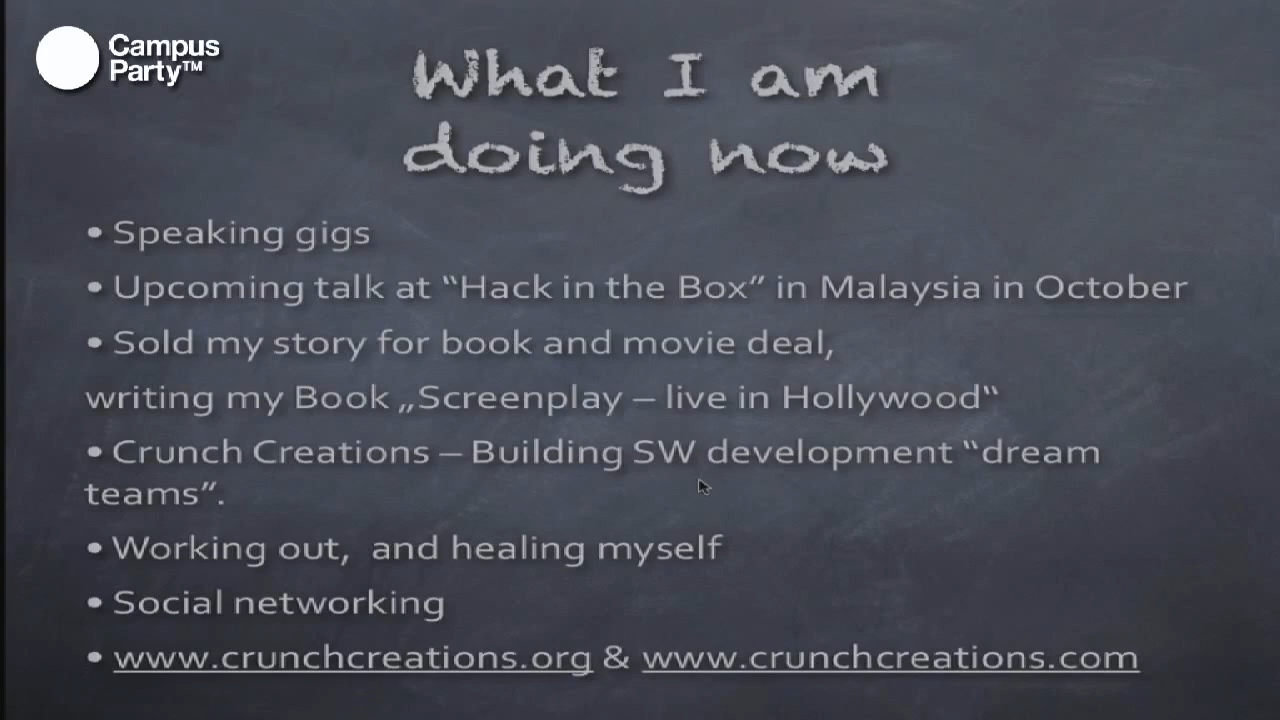 Campus
Party™
What I am
doing now
• Speaking gigs
• Upcoming talk at “Hack in the Box” in Malaysia in October
• Sold my story for book and movie deal,
writing my Book „Screenplay – live in Hollywood“
• Crunch Creations – Building SW development “dream
teams”.
• Working out,  and healing myself
• Social networking
• www.crunchcreations.org & www.crunchcreations.com